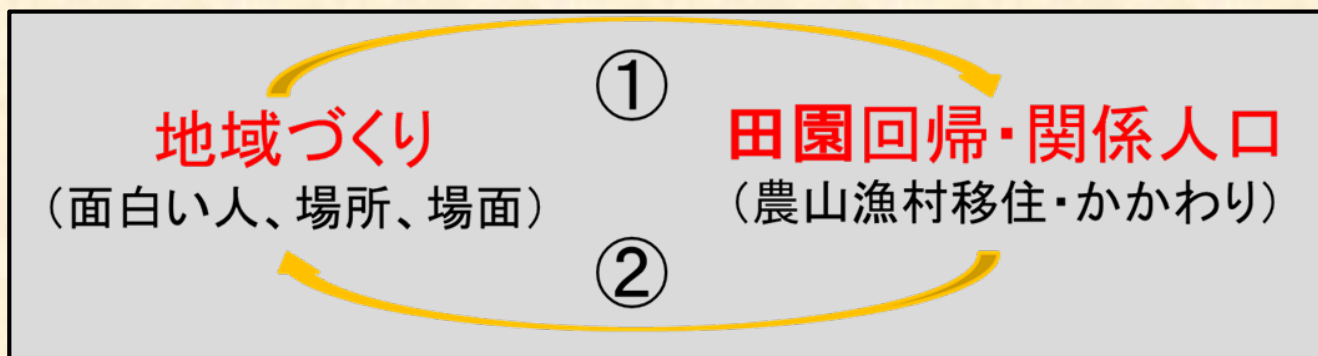 ①
地域づくり
田園回帰・関係人口
(面白い人、場所、場面)
(農山漁村移住・かかわり)
②